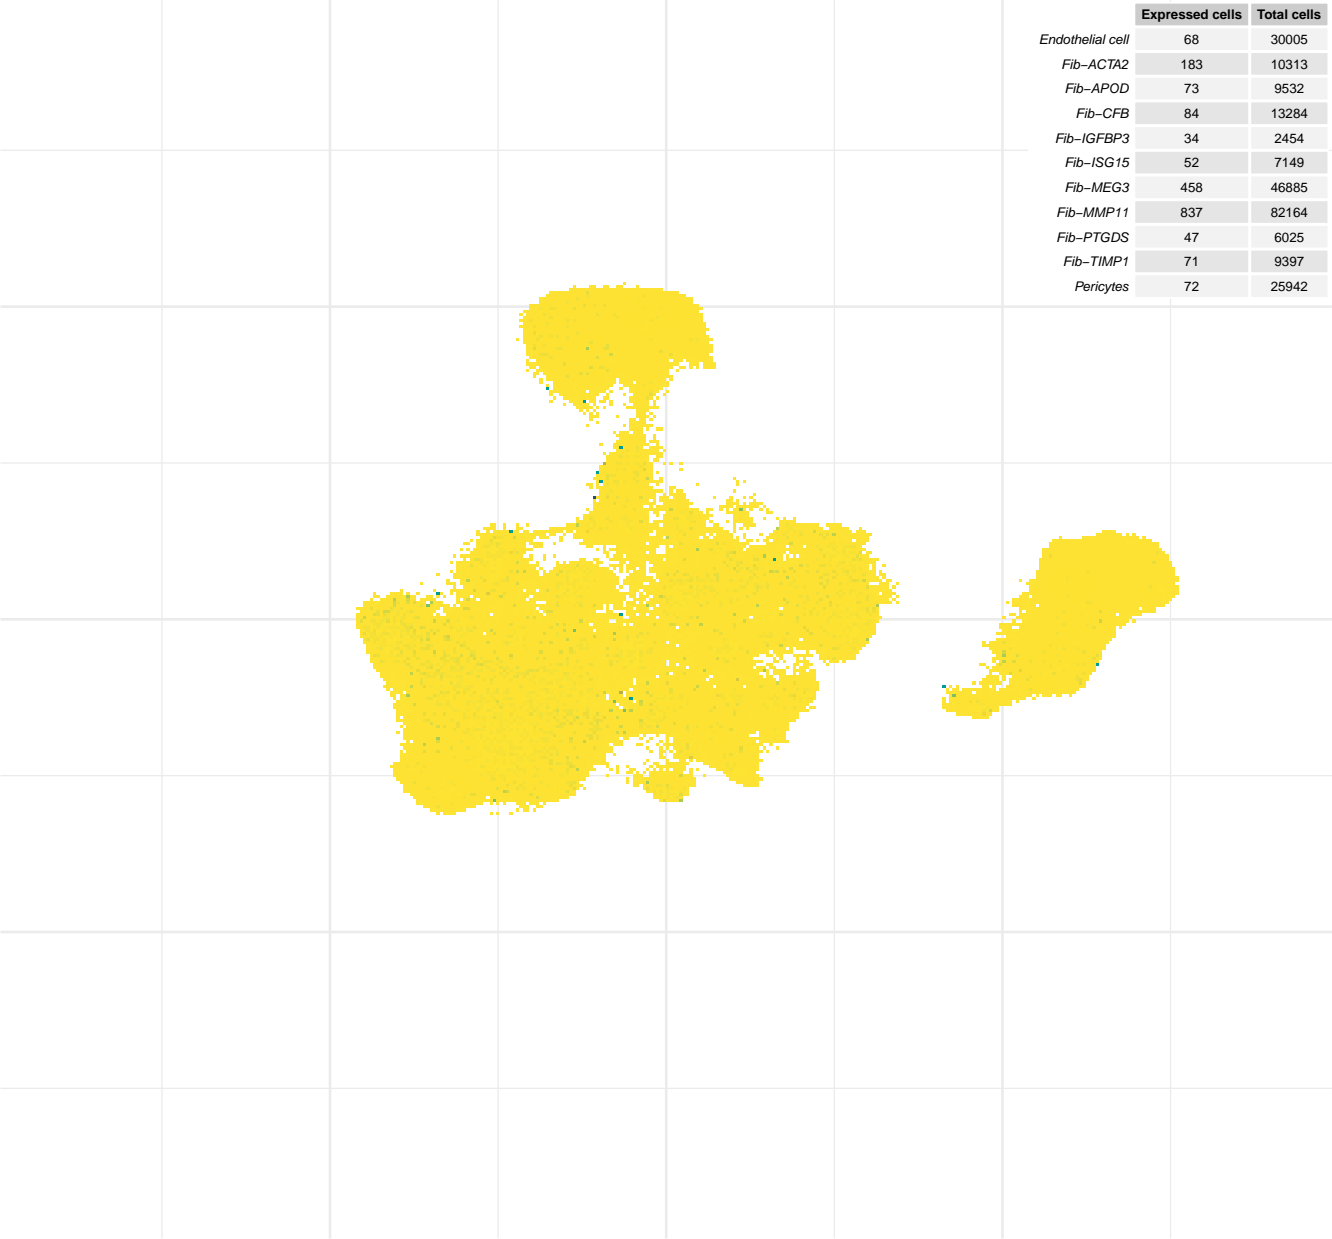 Expressed cells Total cells
Endothelial cell 68 30005
Fib−ACTA2 183 10313
Fib−APOD 73 9532
Fib−CFB 84 13284
Fib−IGFBP3 34 2454
Fib−ISG15 52 7149
Fib−MEG3 458 46885
Fib−MMP11 837 82164
Fib−PTGDS 47 6025
Fib−TIMP1 71 9397
Pericytes 72 25942